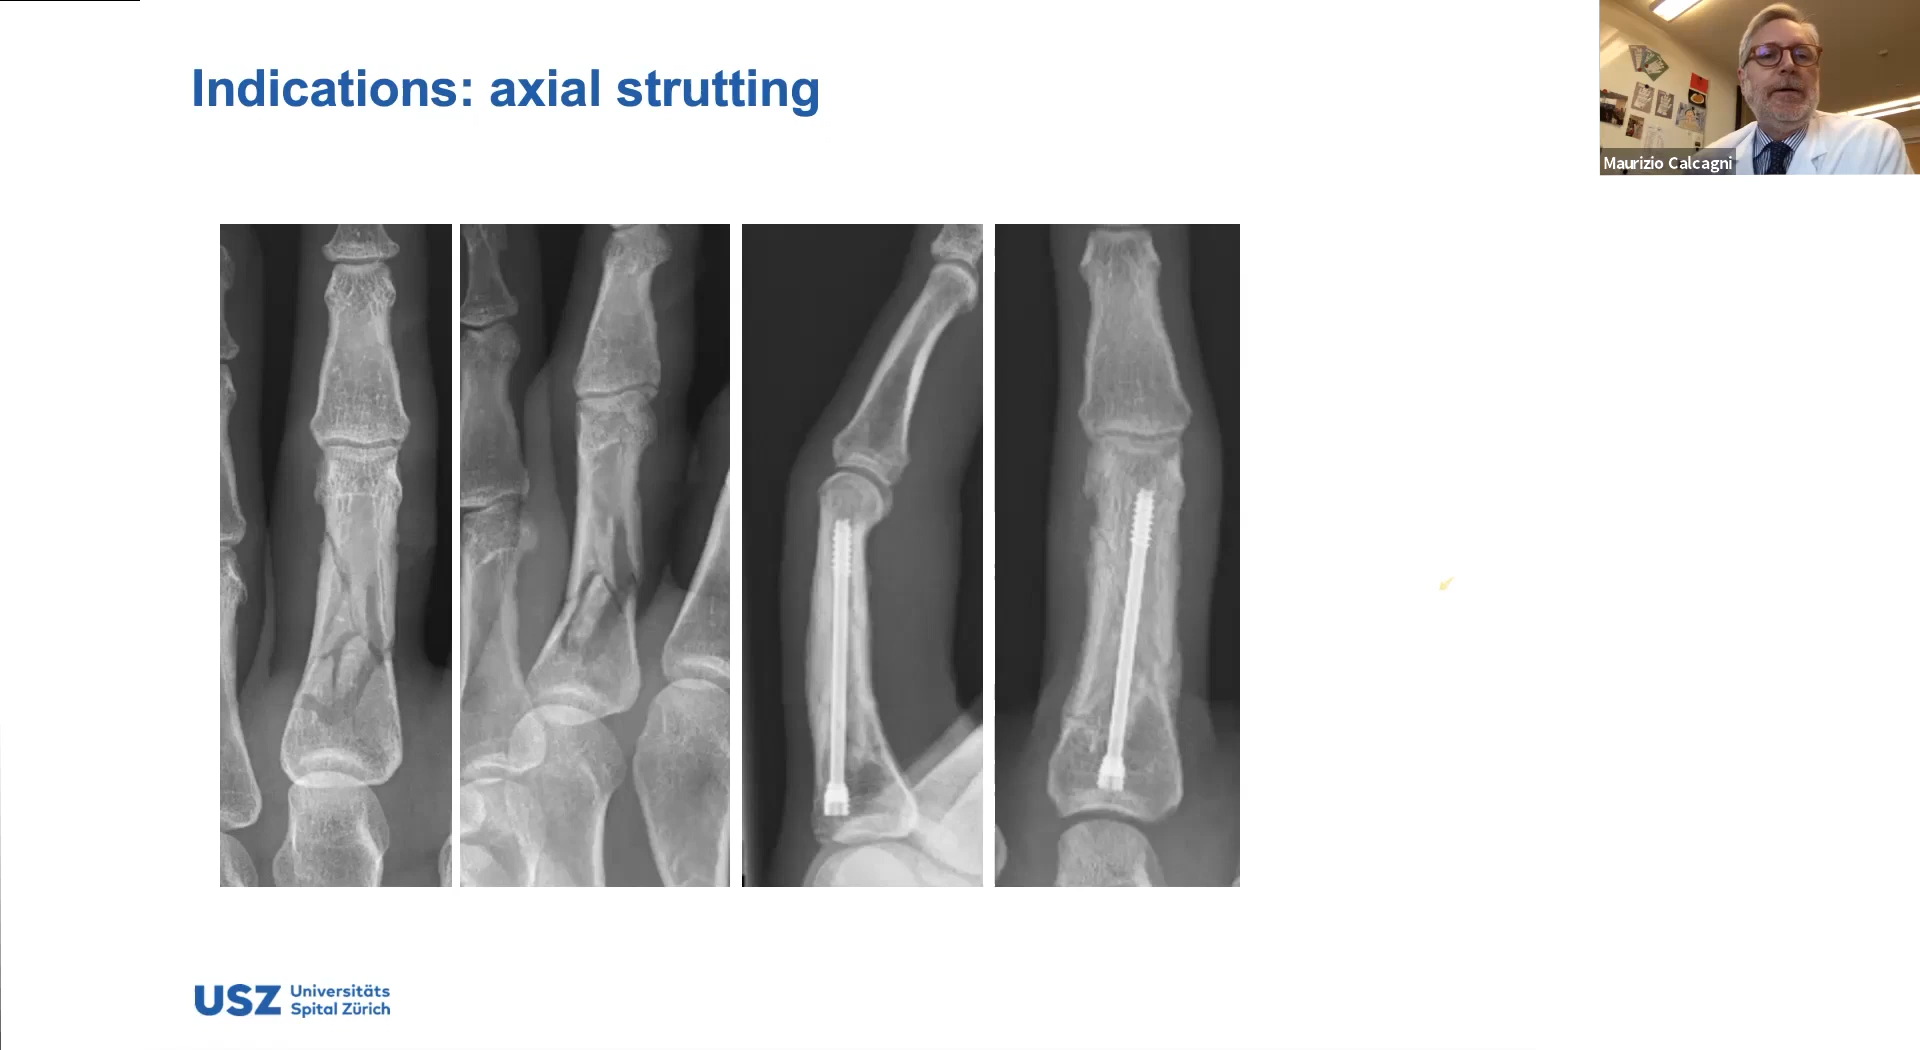 Indications: axial strutting
Maurizio Calcagni
USZ Universitäts
Spital Zürich